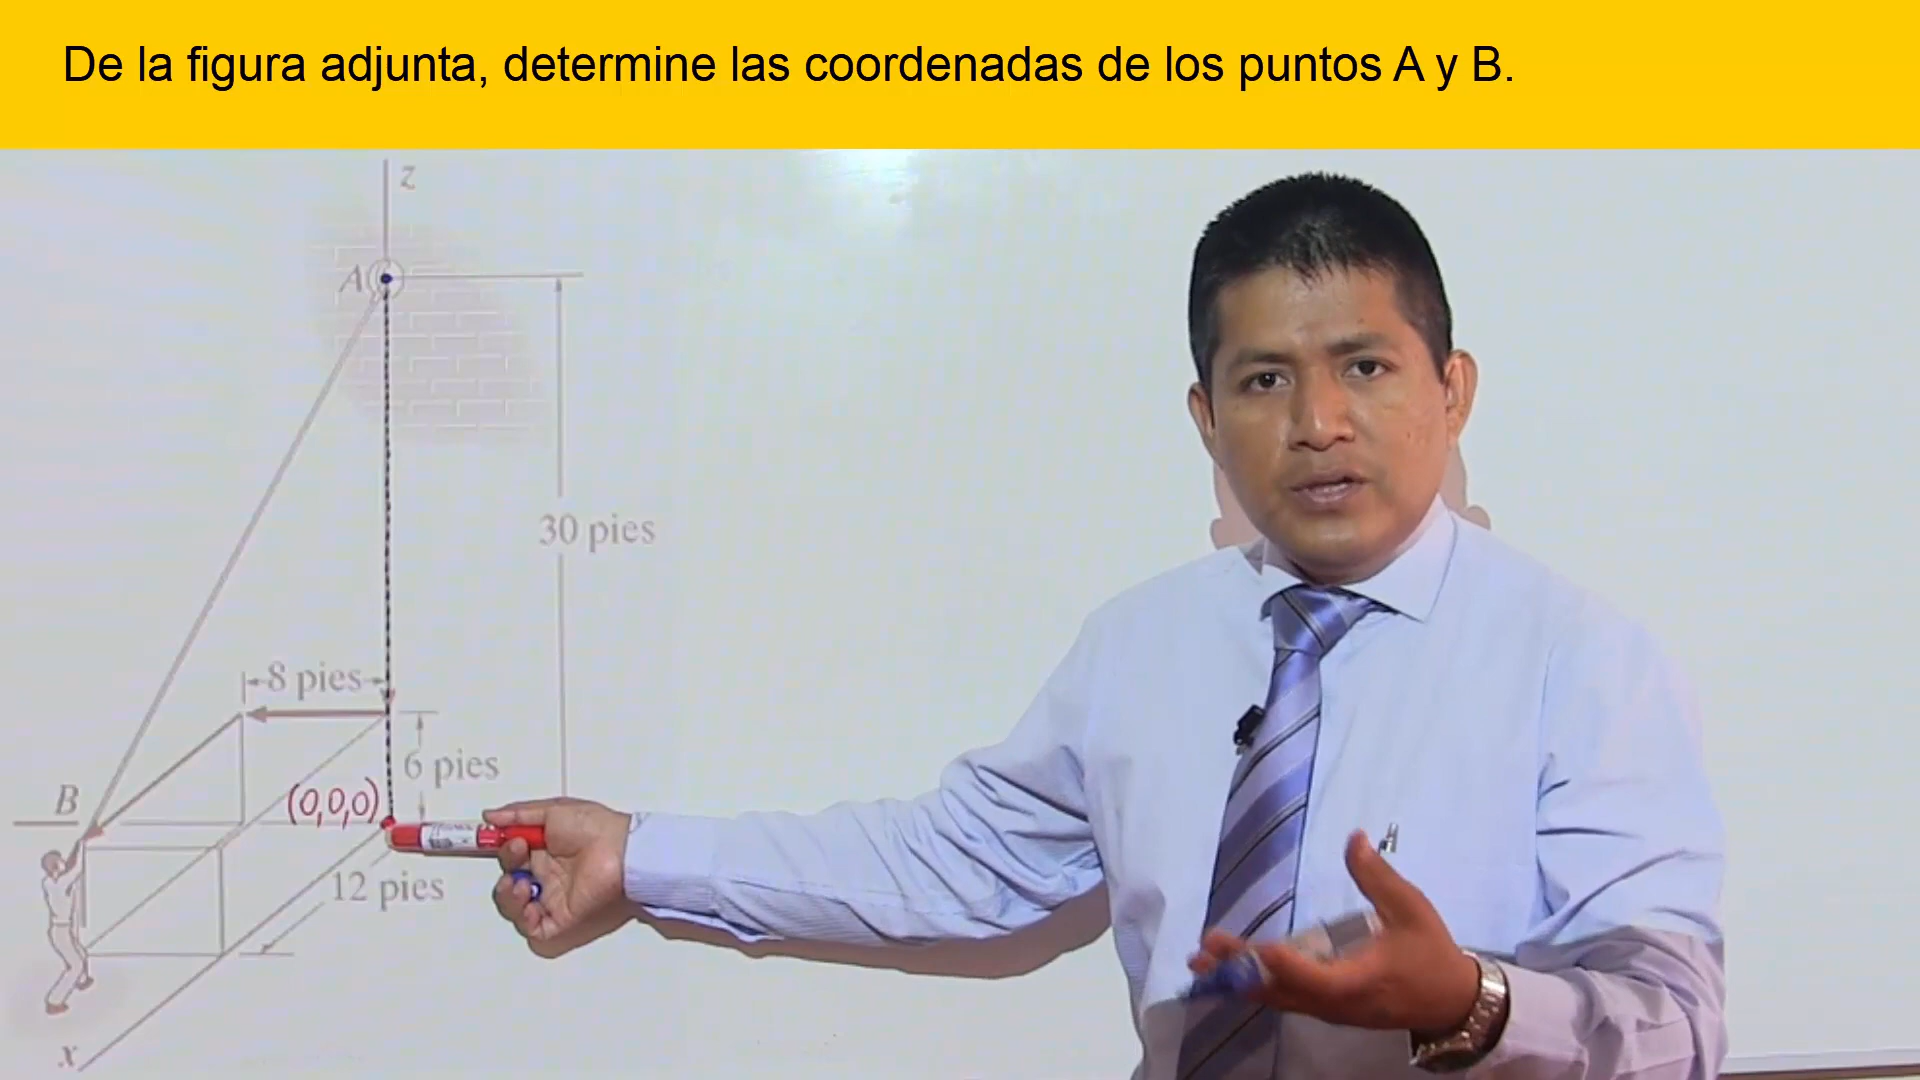 De la figura adjunta, determine las coordenadas de los puntos A y B.
z
A
30 pies
8 pies
6 pies
B
(0,0,0)
12 pies
x